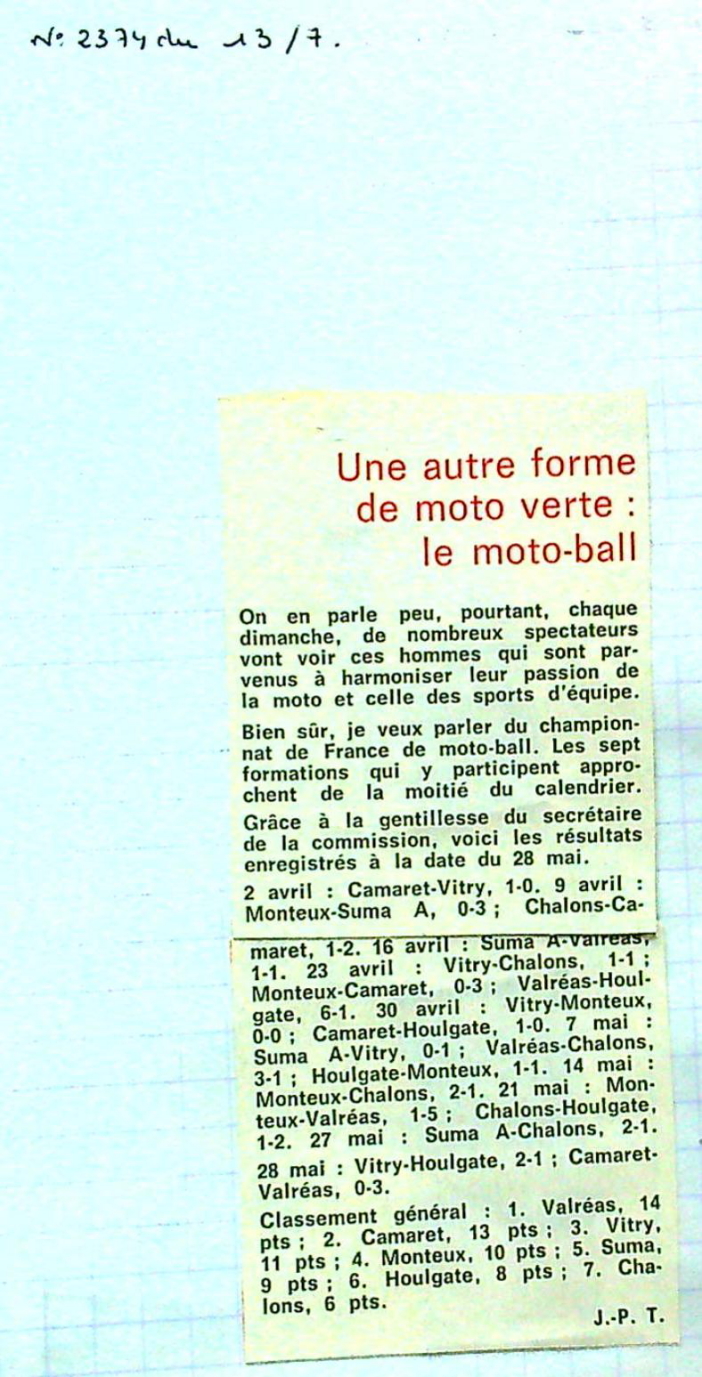 N° 2374 du 13/7.
Une autre forme
de moto verte :
le moto-ball
On en parle peu, pourtant, chaque
dimanche, de nombreux spectateurs
vont voir ces hommes qui sont par-
venus à harmoniser leur passion de
la moto et celle des sports d'équipe.
Bien sûr, je veux parler du champion-
nat de France de moto-ball. Les sept
formations qui y participent appro-
chent de la moitié du calendrier.
Grâce à la gentillesse du secrétaire
de la commission, voici les résultats
enregistrés à la date du 28 mai.
2 avril : Camaret-Vitry, 1-0. 9 avril :
Monteux-Suma A, 0-3 ; Chalons-Ca-
maret, 1-2. 16 avril : Suma A-Valréas,
1-1. 23 avril : Vitry-Chalons, 1-1 ;
Monteux-Camaret, 0-3 ; Valréas-Houl-
gate, 6-1. 30 avril : Vitry-Monteux,
0-0 ; Camaret-Houlgate, 1-0. 7 mai :
Suma A-Vitry, 0-1 ; Valréas-Chalons,
3-1 ; Houlgate-Monteux, 1-1. 14 mai :
Monteux-Chalons, 2-1. 21 mai : Mon-
teux-Valréas, 1-5 ; Chalons-Houlgate,
1-2. 27 mai : Suma A-Chalons, 2-1.
28 mai : Vitry-Houlgate, 2-1 ; Camaret-
Valréas, 0-3.
Classement général : 1. Valréas, 14
pts ; 2. Camaret, 13 pts ; 3. Vitry,
11 pts ; 4. Monteux, 10 pts ; 5. Suma,
9 pts ; 6. Houlgate, 8 pts ; 7. Cha-
lons, 6 pts.
J.-P. T.